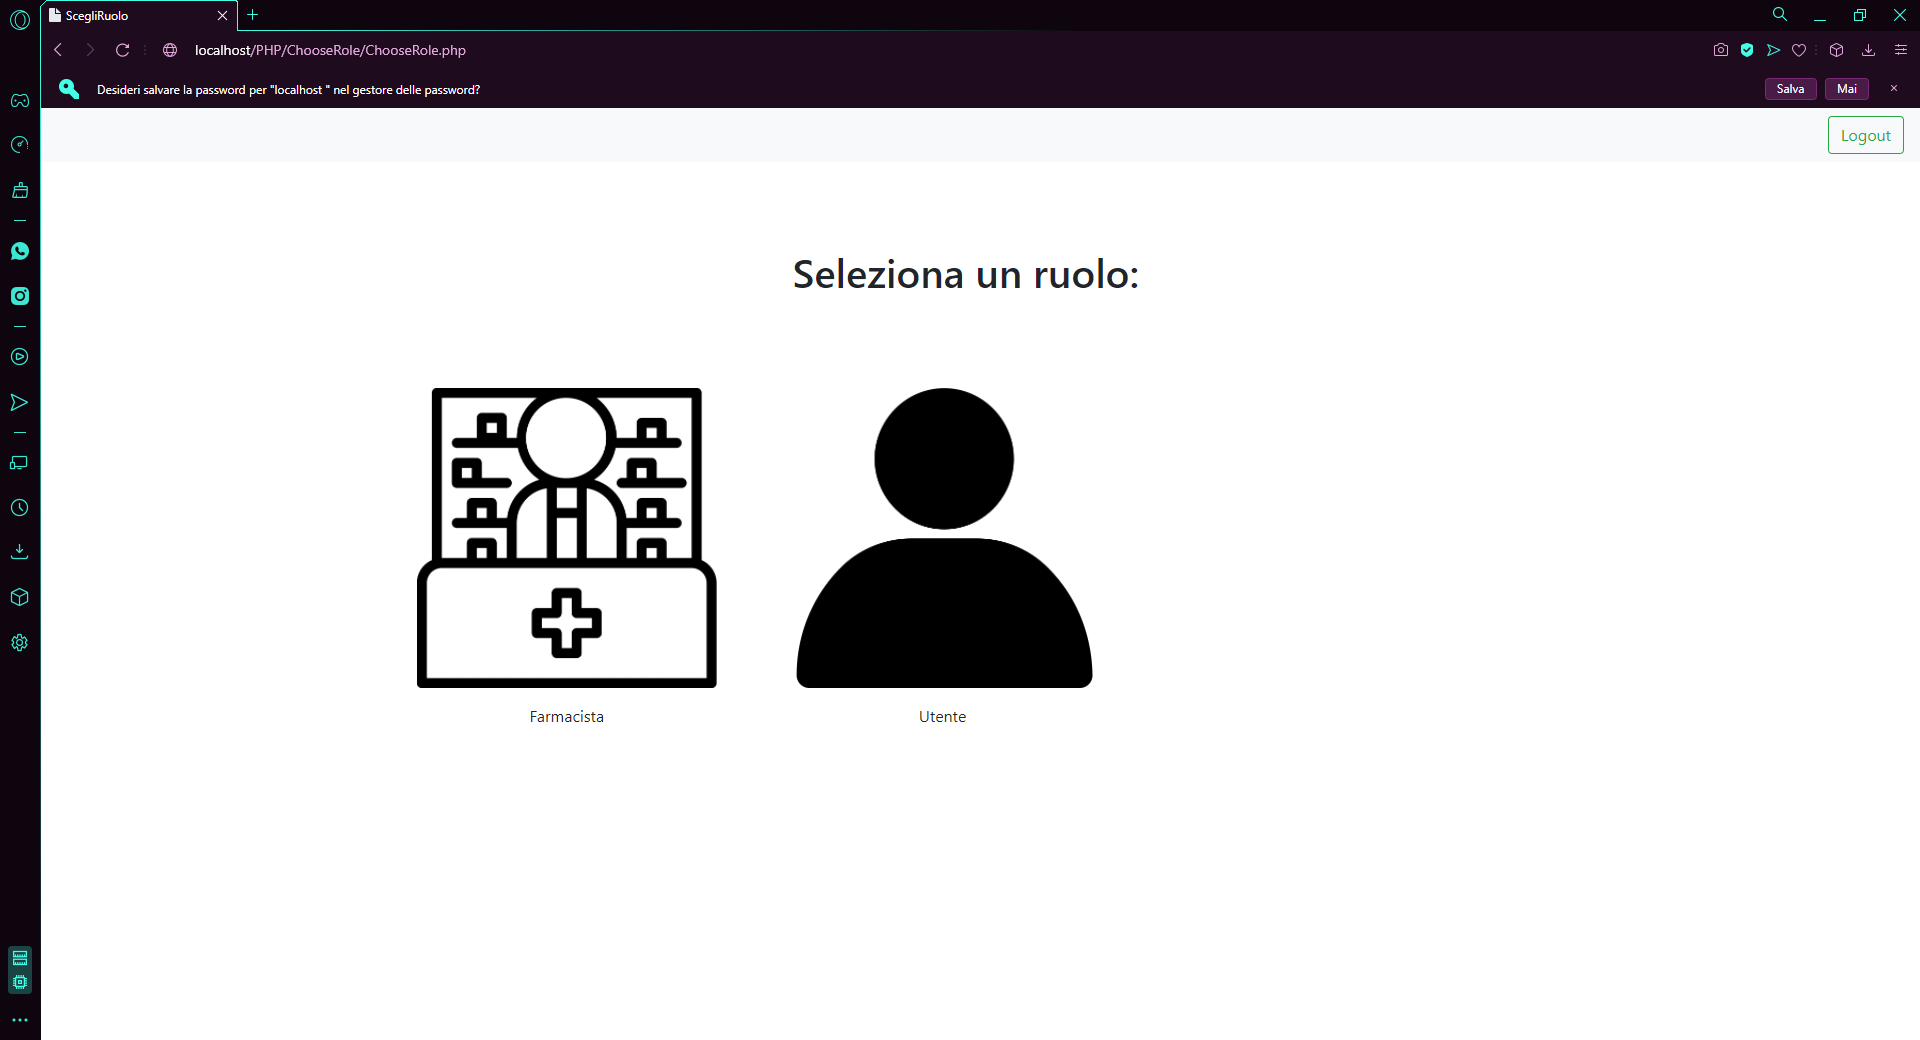 ScegliRuolo
localhost/PHP/ChooseRole/ChooseRole.php
Desideri salvare la password per "localhost " nel gestore delle password?
Salva
Mai
Logout
Seleziona un ruolo:
Farmacista
Utente